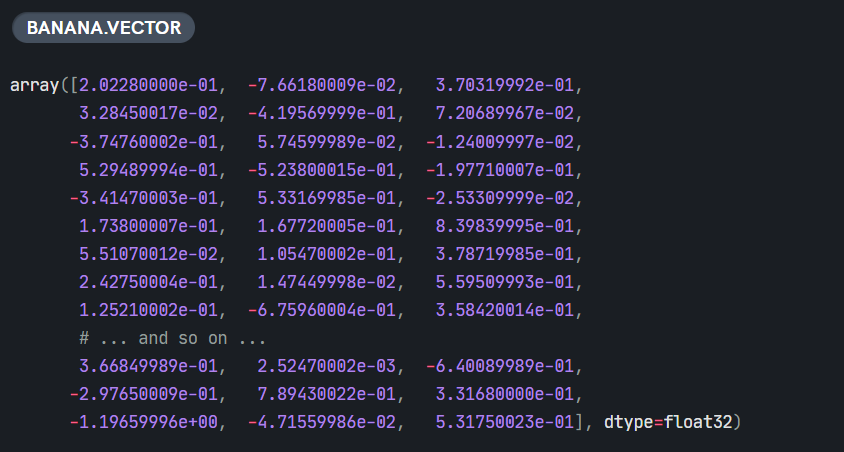 BANANA.VECTOR
array([2.02280000e-01, -7.66180009e-02, 3.70319992e-01,
3.28450017e-02, -4.19569999e-01, 7.20689967e-02,
-3.74760002e-01, 5.74599989e-02, -1.24009997e-02,
5.29489994e-01, -5.23800015e-01, -1.97710007e-01,
-3.41470003e-01, 5.33169985e-01, -2.53309999e-02,
1.73800007e-01, 1.67720005e-01, 8.39839995e-01,
5.51070012e-02, 1.05470002e-01, 3.78719985e-01,
2.42750004e-01, 1.47449998e-02, 5.59509993e-01,
1.25210002e-01, -6.75960004e-01, 3.58420014e-01,
# ... and so on ...
3.66849989e-01, 2.52470002e-03, -6.40089989e-01,
-2.97650009e-01, 7.89430022e-01, 3.31680000e-01,
-1.19659996e+00, -4.71559986e-02, 5.31750023e-01], dtype=float32)